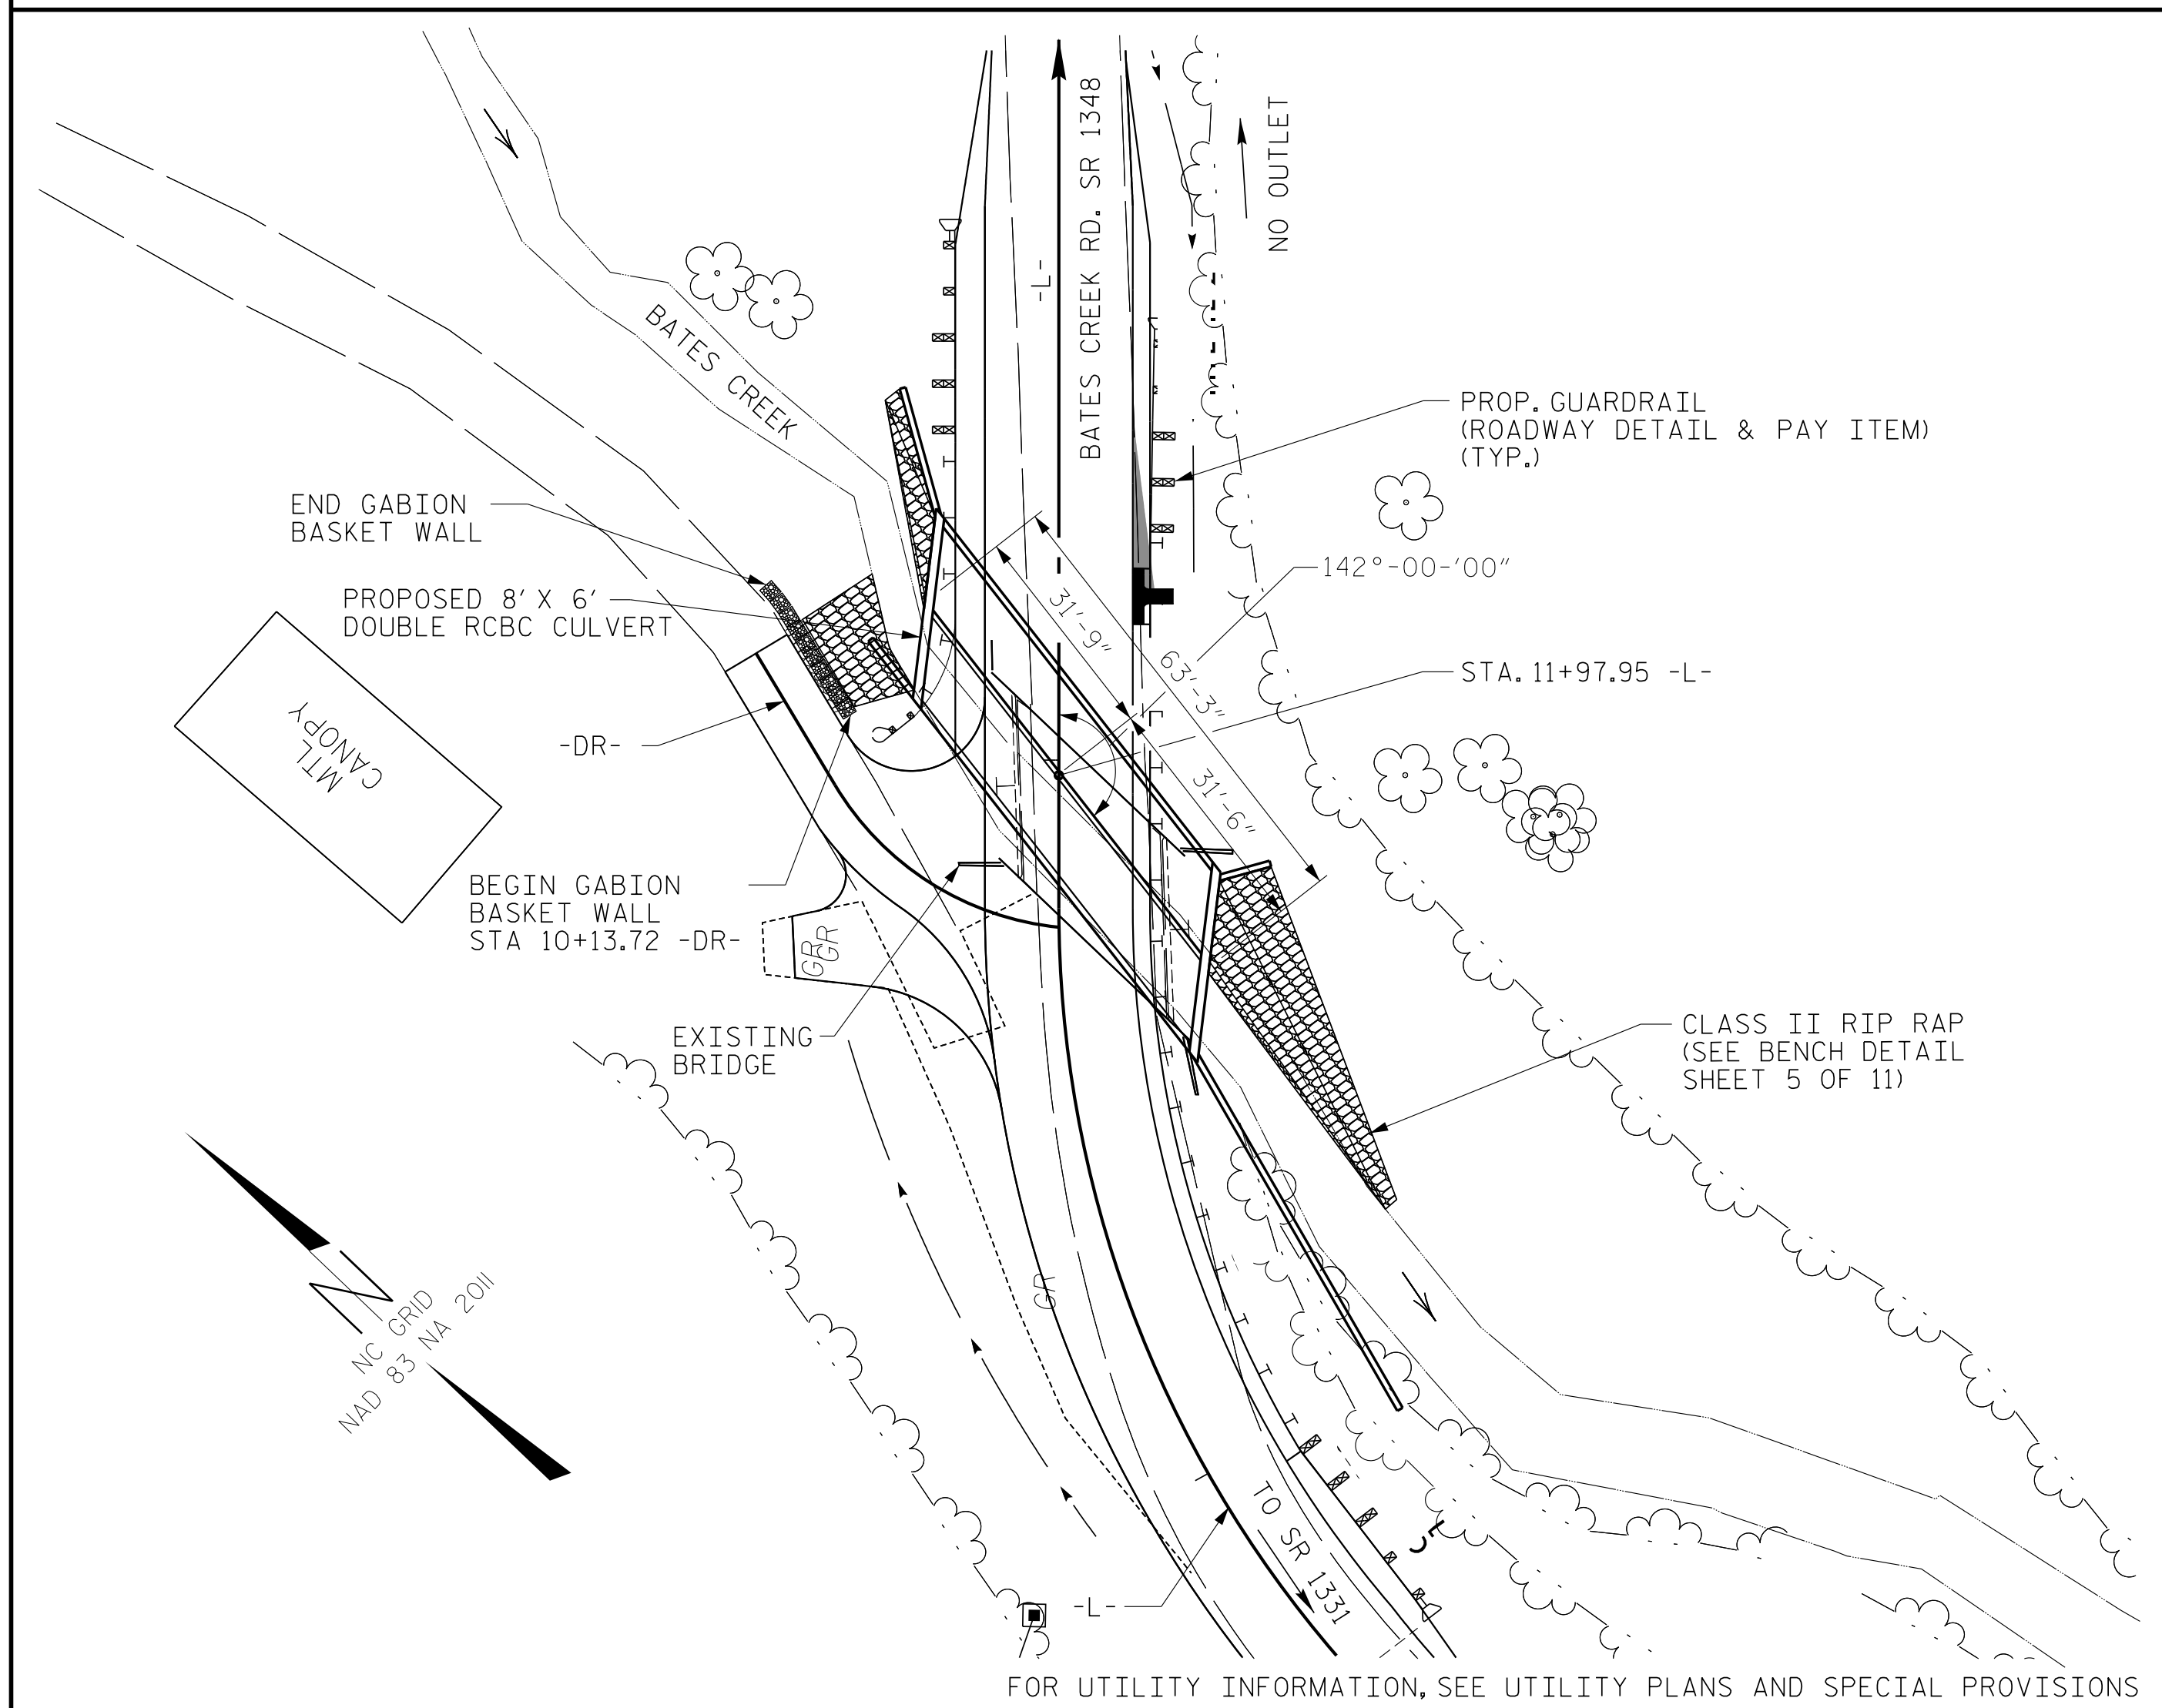 BATES CREEK RD. SR 1348
-L-
NO OUTLET
BATES CREEK
PROP. GUARDRAIL
(ROADWAY DETAIL & PAY ITEM)
(TYP.)
END GABION
BASKET WALL
142°-00-'00"
PROPOSED 8' X 6'
DOUBLE RCBC CULVERT
31'-9"
63'-3"
STA. 11+97.95 -L-
MTL
CANOPY
-DR-
31'-6"
BEGIN GABION
BASKET WALL
STA 10+13.72 -DR-
GR
GR
EXISTING
BRIDGE
CLASS II RIP RAP
(SEE BENCH DETAIL
SHEET 5 OF 11)
GR
N
NC GRID
NAD 83 NA 2011
TO SR 1331
-L-
FOR UTILITY INFORMATION, SEE UTILITY PLANS AND SPECIAL PROVISIONS